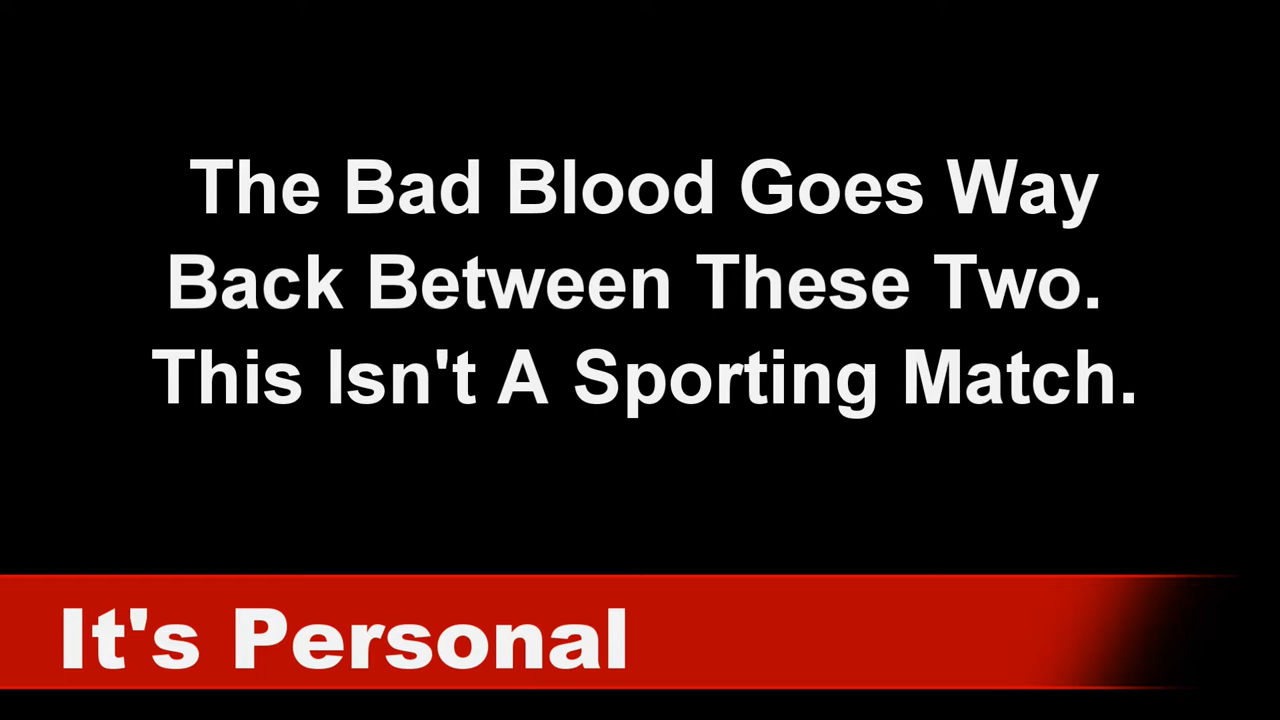 The Bad Blood Goes Way
Back Between These Two.
This Isn't A Sporting Match.
It's Personal